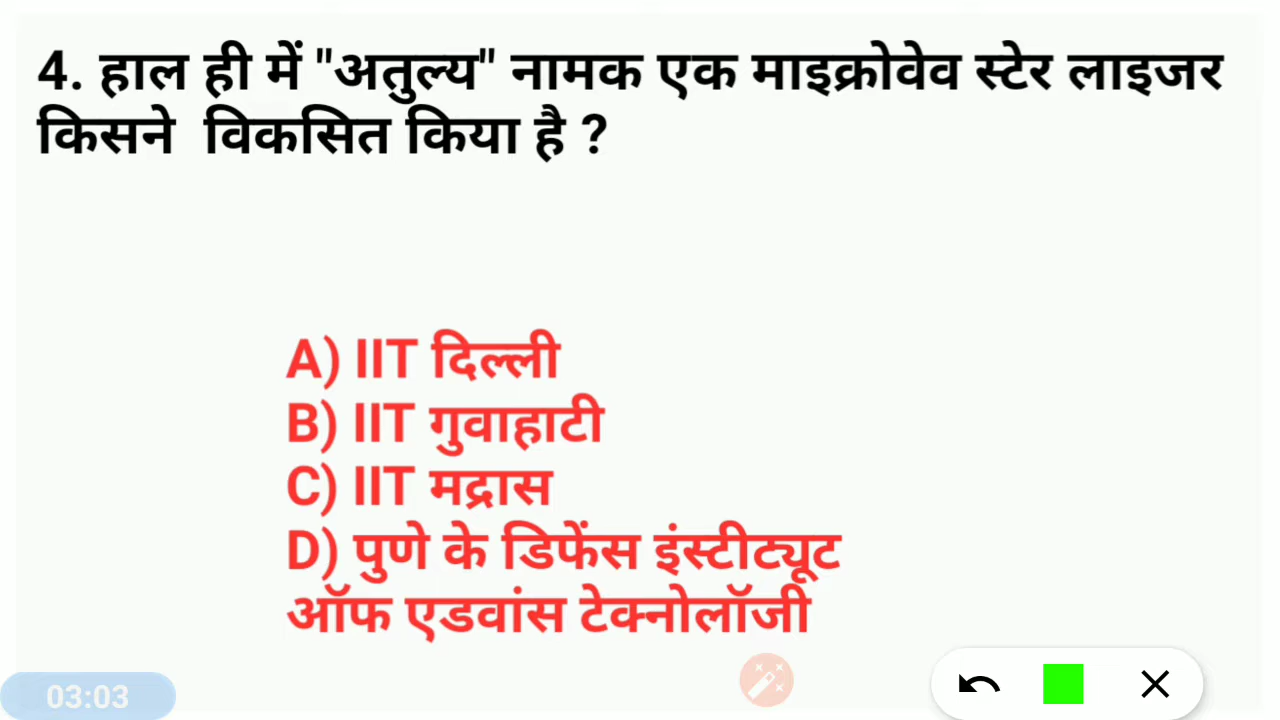 4. हाल ही में "अतुल्य" नामक एक माइक्रोवेव स्टेर लाइजर
किसने विकसित किया है ?
A) IIT दिल्ली
B) IIT गुवाहाटी
C) IIT मद्रास
D) पुणे के डिफेंस इंस्टीट्यूट
ऑफ एडवांस टेक्नोलॉजी
03:03